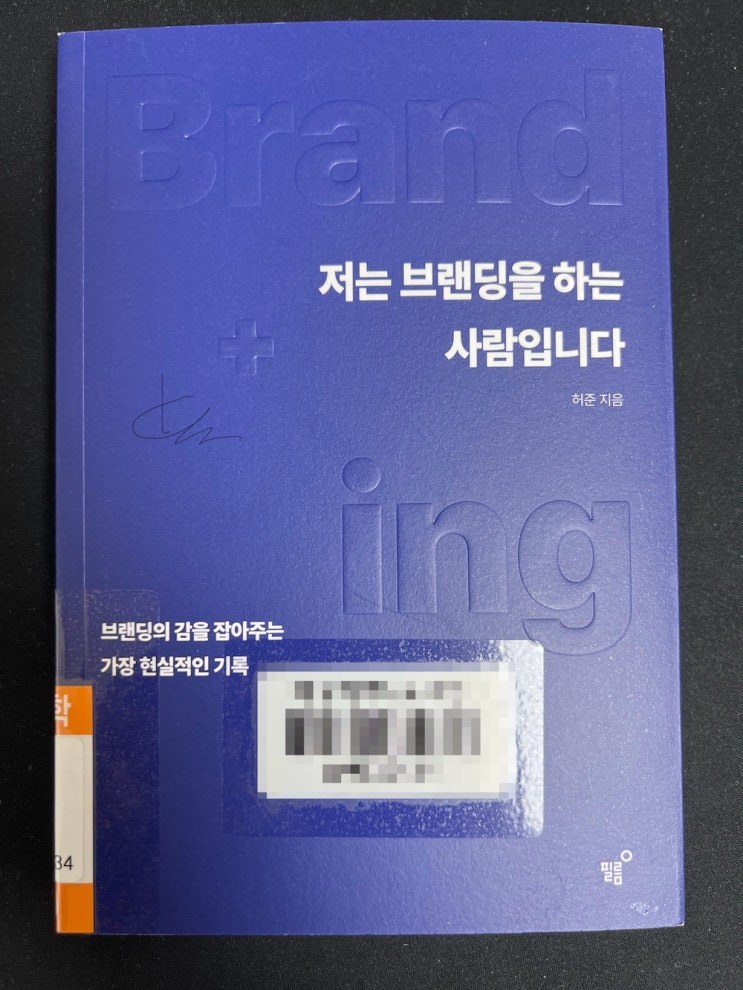 Brand
저는 브랜딩을 하는
+
사람입니다
허준 지음
ing
브랜딩의 감을 잡아주는
가장 현실적인 기록
학
34
필름